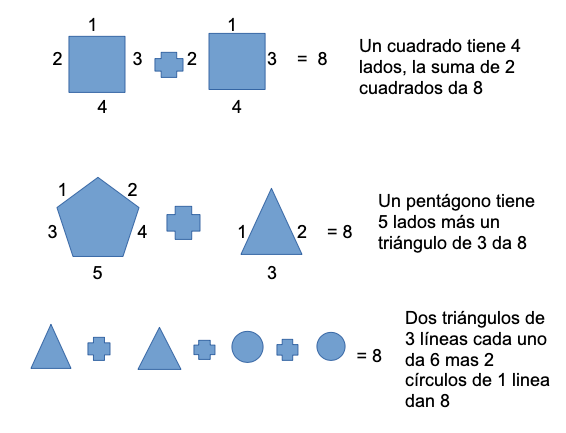 1 1
2 3 2 3 = 8
4 4
Un cuadrado tiene 4
lados, la suma de 2
cuadrados da 8
1 2
3 4 1 2 = 8
5 3
Un pentágono tiene
5 lados más un
triángulo de 3 da 8
= 8
Dos triángulos de
3 líneas cada uno
da 6 mas 2
círculos de 1 linea
dan 8